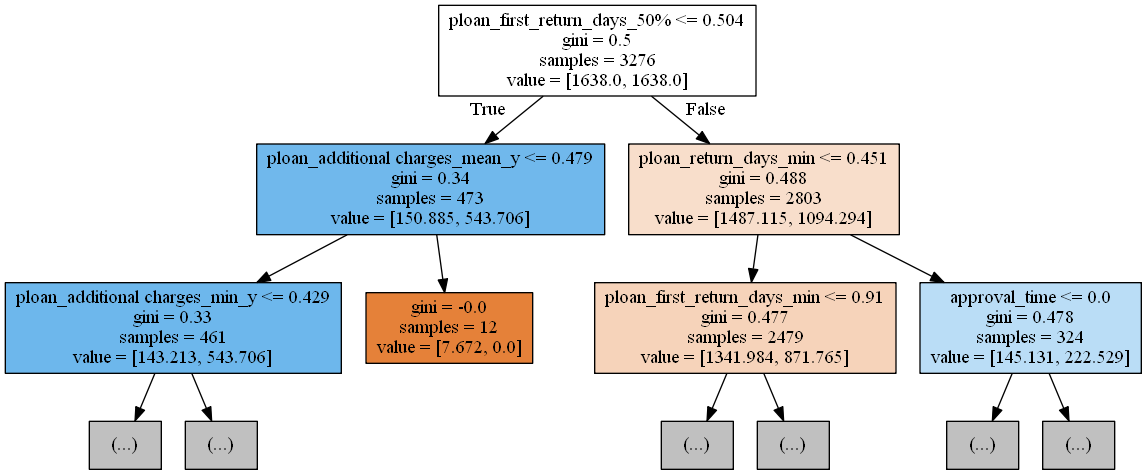 ploan_first_return_days_50% <= 0.504
gini = 0.5
samples = 3276
value = [1638.0, 1638.0]
True
False
ploan_additional charges_mean_y <= 0.479
gini = 0.34
samples = 473
value = [150.885, 543.706]
ploan_return_days_min <= 0.451
gini = 0.488
samples = 2803
value = [1487.115, 1094.294]
ploan_additional charges_min_y <= 0.429
gini = 0.33
samples = 461
value = [143.213, 543.706]
gini = -0.0
samples = 12
value = [7.672, 0.0]
ploan_first_return_days_min <= 0.91
gini = 0.477
samples = 2479
value = [1341.984, 871.765]
approval_time <= 0.0
gini = 0.478
samples = 324
value = [145.131, 222.529]
(...)
(...)
(...)
(...)
(...)
(...)